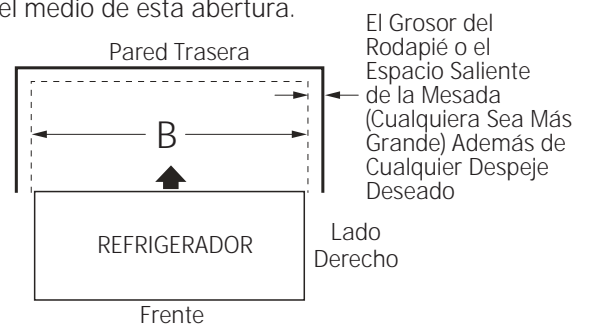 el medio de esta abertura.
Pared Trasera
El Grosor del
Rodapié o el
Espacio Saliente
de la Mesada
(Cualquiera Sea Más
Grande) Además de
Cualquier Despeje
Deseado
B
REFRIGERADOR
Lado
Derecho
Frente